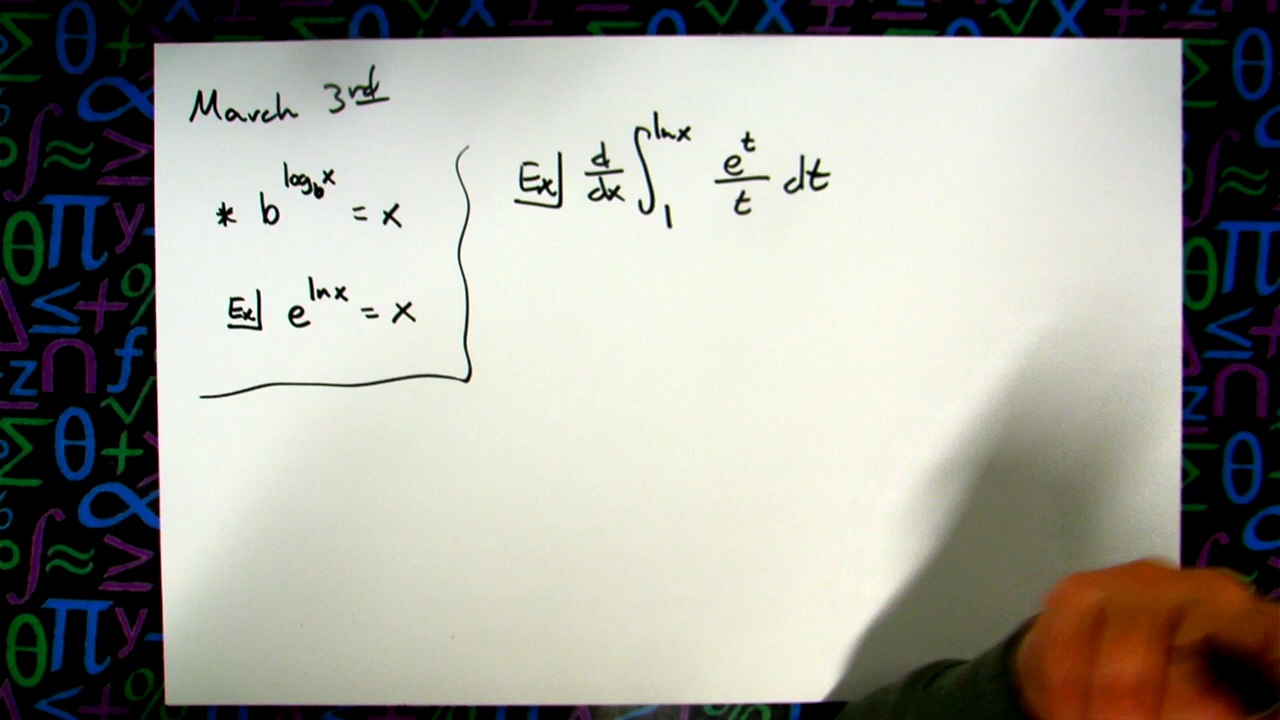 March 3rd
* b^{log_b x} = x
Ex] e^{ln x} = x
Ex] d/dx ∫_1^{ln x} e^t/t dt